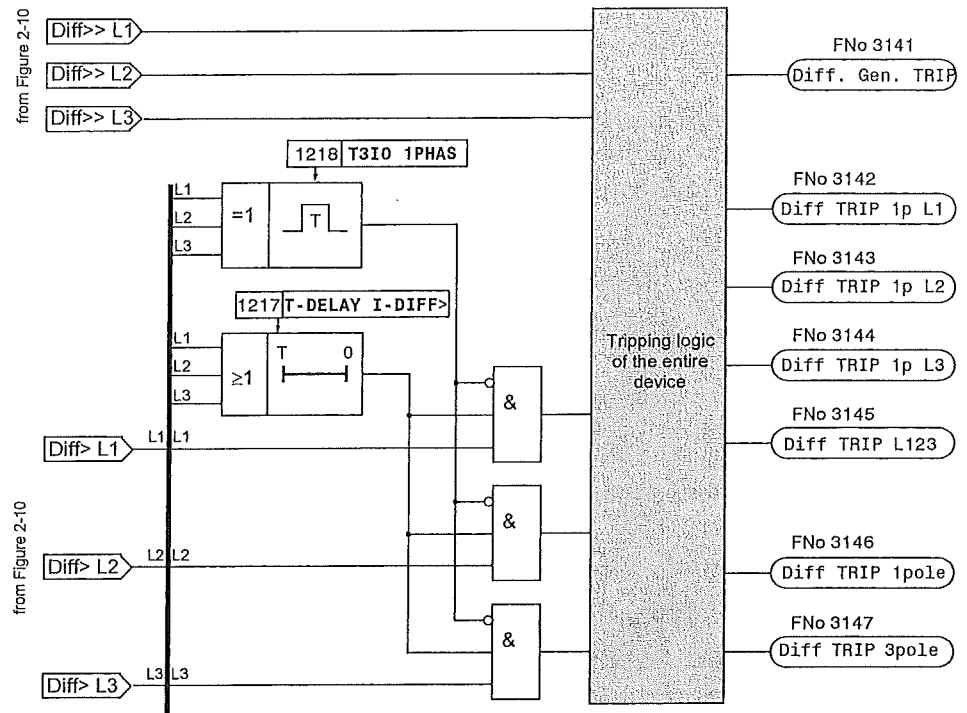 from Figure 2-10
Diff>> L1
Diff>> L2
Diff>> L3
FNo 3141
Diff. Gen. TRIP
1218 T3IO 1PHAS
L1
L2
L3
=1
T
FNo 3142
Diff TRIP 1p L1
FNo 3143
Diff TRIP 1p L2
1217 T-DELAY I-DIFF>
L1
L2
L3
≥1
T 0
Tripping logic
of the entire
device
FNo 3144
Diff TRIP 1p L3
&
FNo 3145
Diff TRIP L123
Diff> L1
L1 L1
from Figure 2-10
&
Diff> L2
L2 L2
FNo 3146
Diff TRIP 1pole
&
FNo 3147
Diff TRIP 3pole
Diff> L3
L3 L3